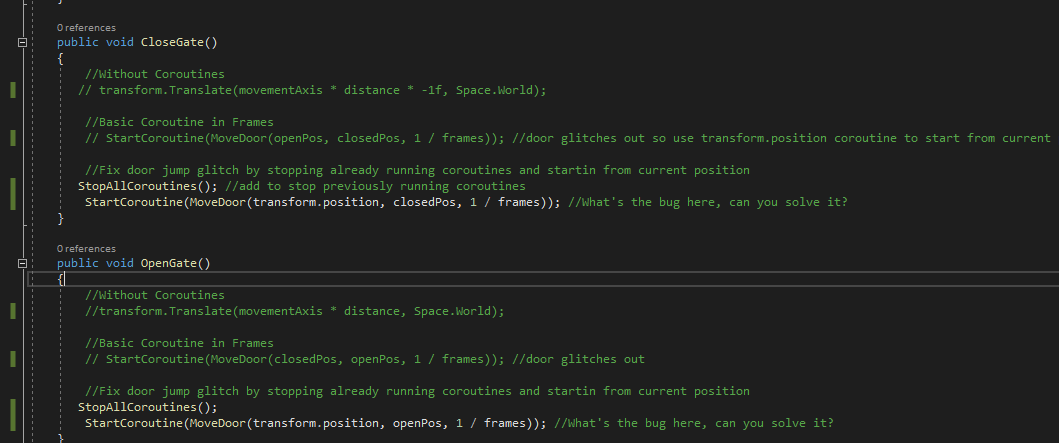 }
0 references
public void CloseGate()
{
//Without Coroutines
// transform.Translate(movementAxis * distance * -1f, Space.World);
//Basic Coroutine in Frames
// StartCoroutine(MoveDoor(openPos, closedPos, 1 / frames)); //door glitches out so use transform.position coroutine to start from current
//Fix door jump glitch by stopping already running coroutines and startin from current position
StopAllCoroutines(); //add to stop previously running coroutines
StartCoroutine(MoveDoor(transform.position, closedPos, 1 / frames)); //What's the bug here, can you solve it?
}
0 references
public void OpenGate()
{
//Without Coroutines
//transform.Translate(movementAxis * distance, Space.World);
//Basic Coroutine in Frames
// StartCoroutine(MoveDoor(closedPos, openPos, 1 / frames)); //door glitches out
//Fix door jump glitch by stopping already running coroutines and startin from current position
StopAllCoroutines();
StartCoroutine(MoveDoor(transform.position, openPos, 1 / frames)); //What's the bug here, can you solve it?
}